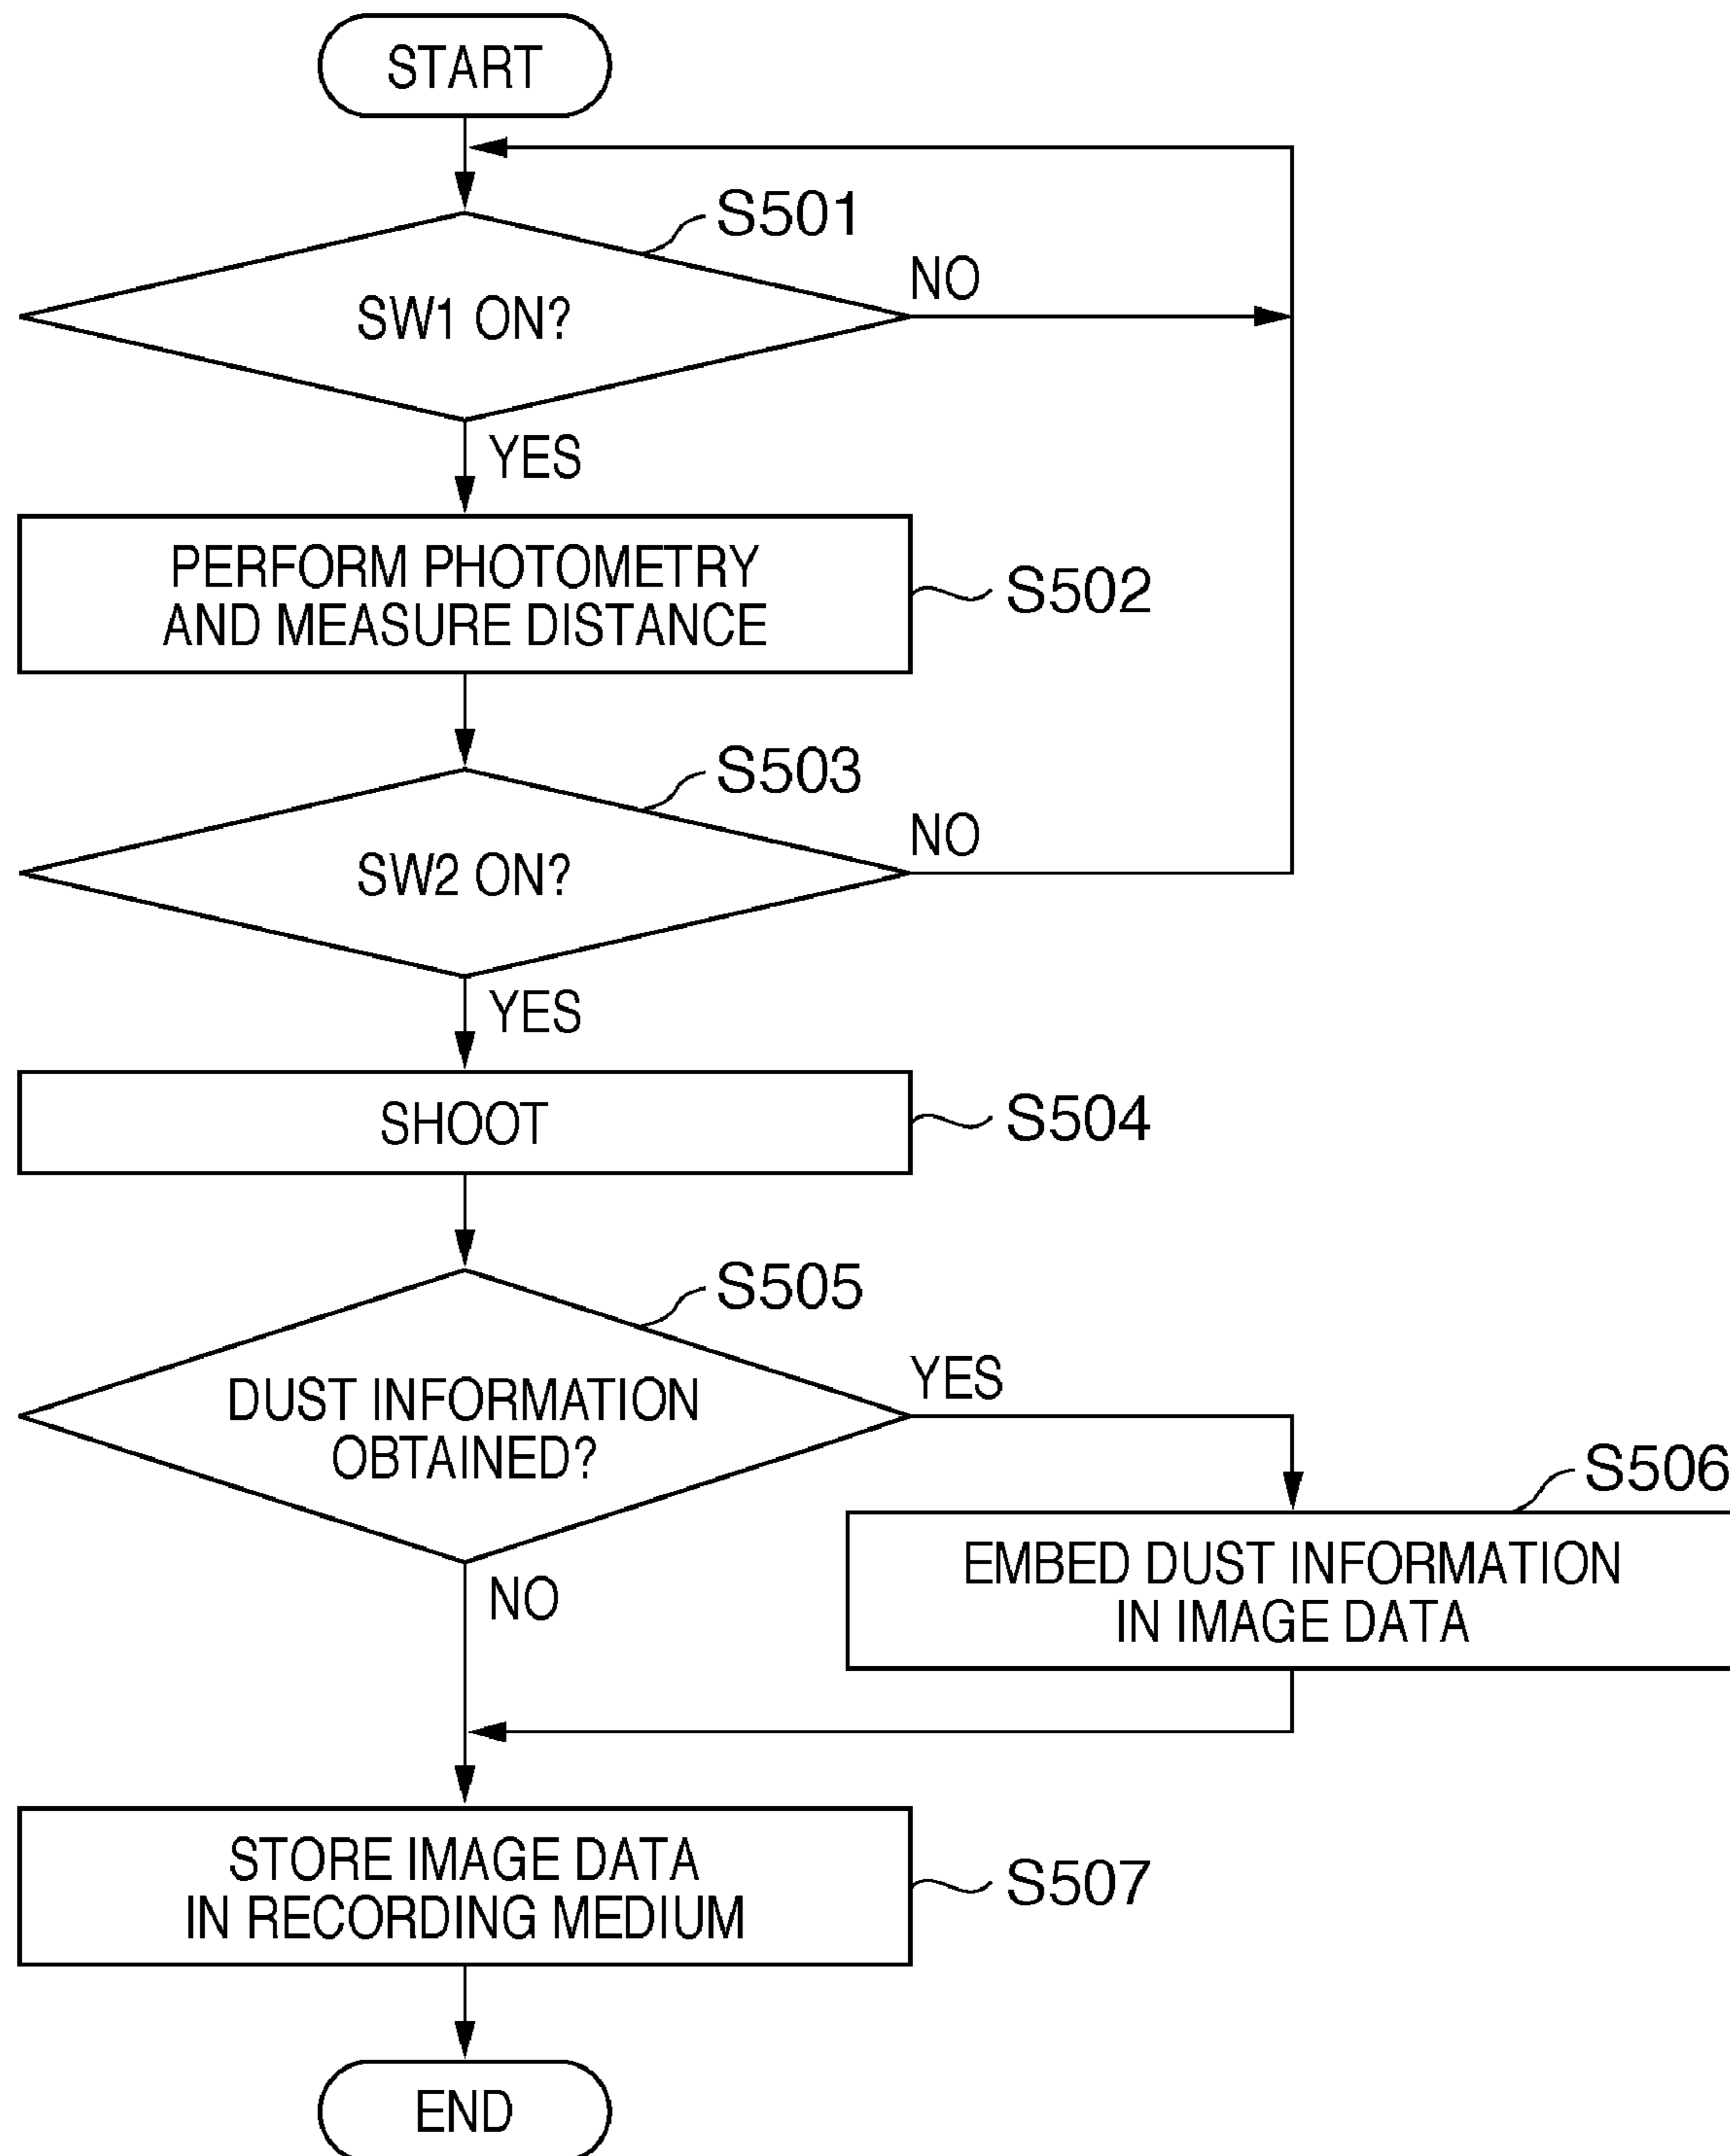 START
S501
SW1 ON?
NO
YES
PERFORM PHOTOMETRY
AND MEASURE DISTANCE
S502
S503
SW2 ON?
NO
YES
SHOOT
S504
S505
DUST INFORMATION
OBTAINED?
YES
NO
S506
EMBED DUST INFORMATION
IN IMAGE DATA
STORE IMAGE DATA
IN RECORDING MEDIUM
S507
END